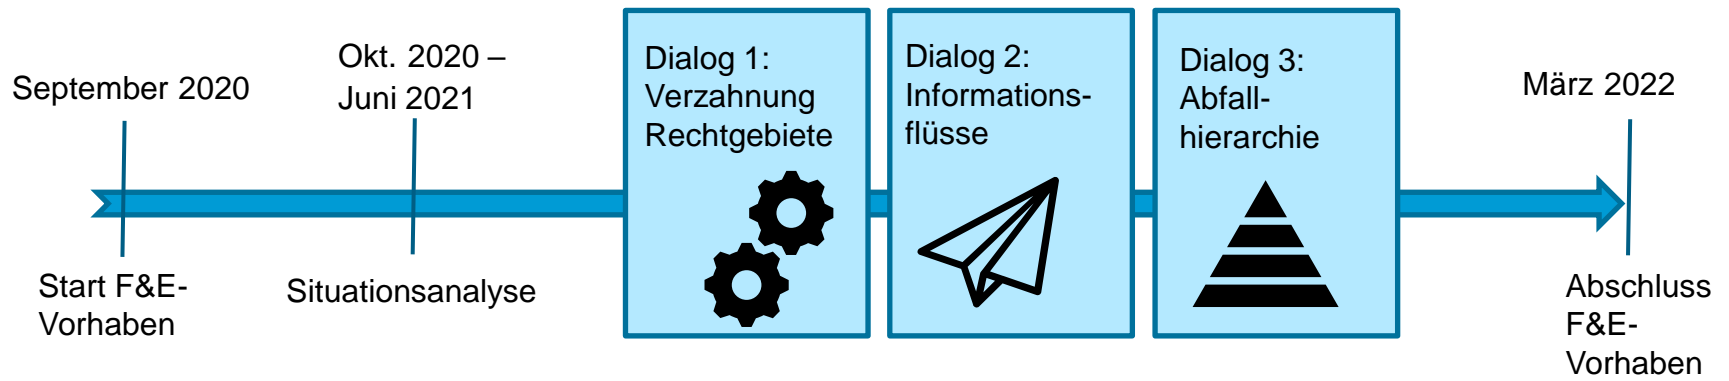 September 2020
Start F&E-
Vorhaben
Okt. 2020 –
Juni 2021
Situationsanalyse
Dialog 1:
Verzahnung
Rechtgebiete
Dialog 2:
Informations-
flüsse
Dialog 3:
Abfall-
hierarchie
März 2022
Abschluss
F&E-
Vorhaben